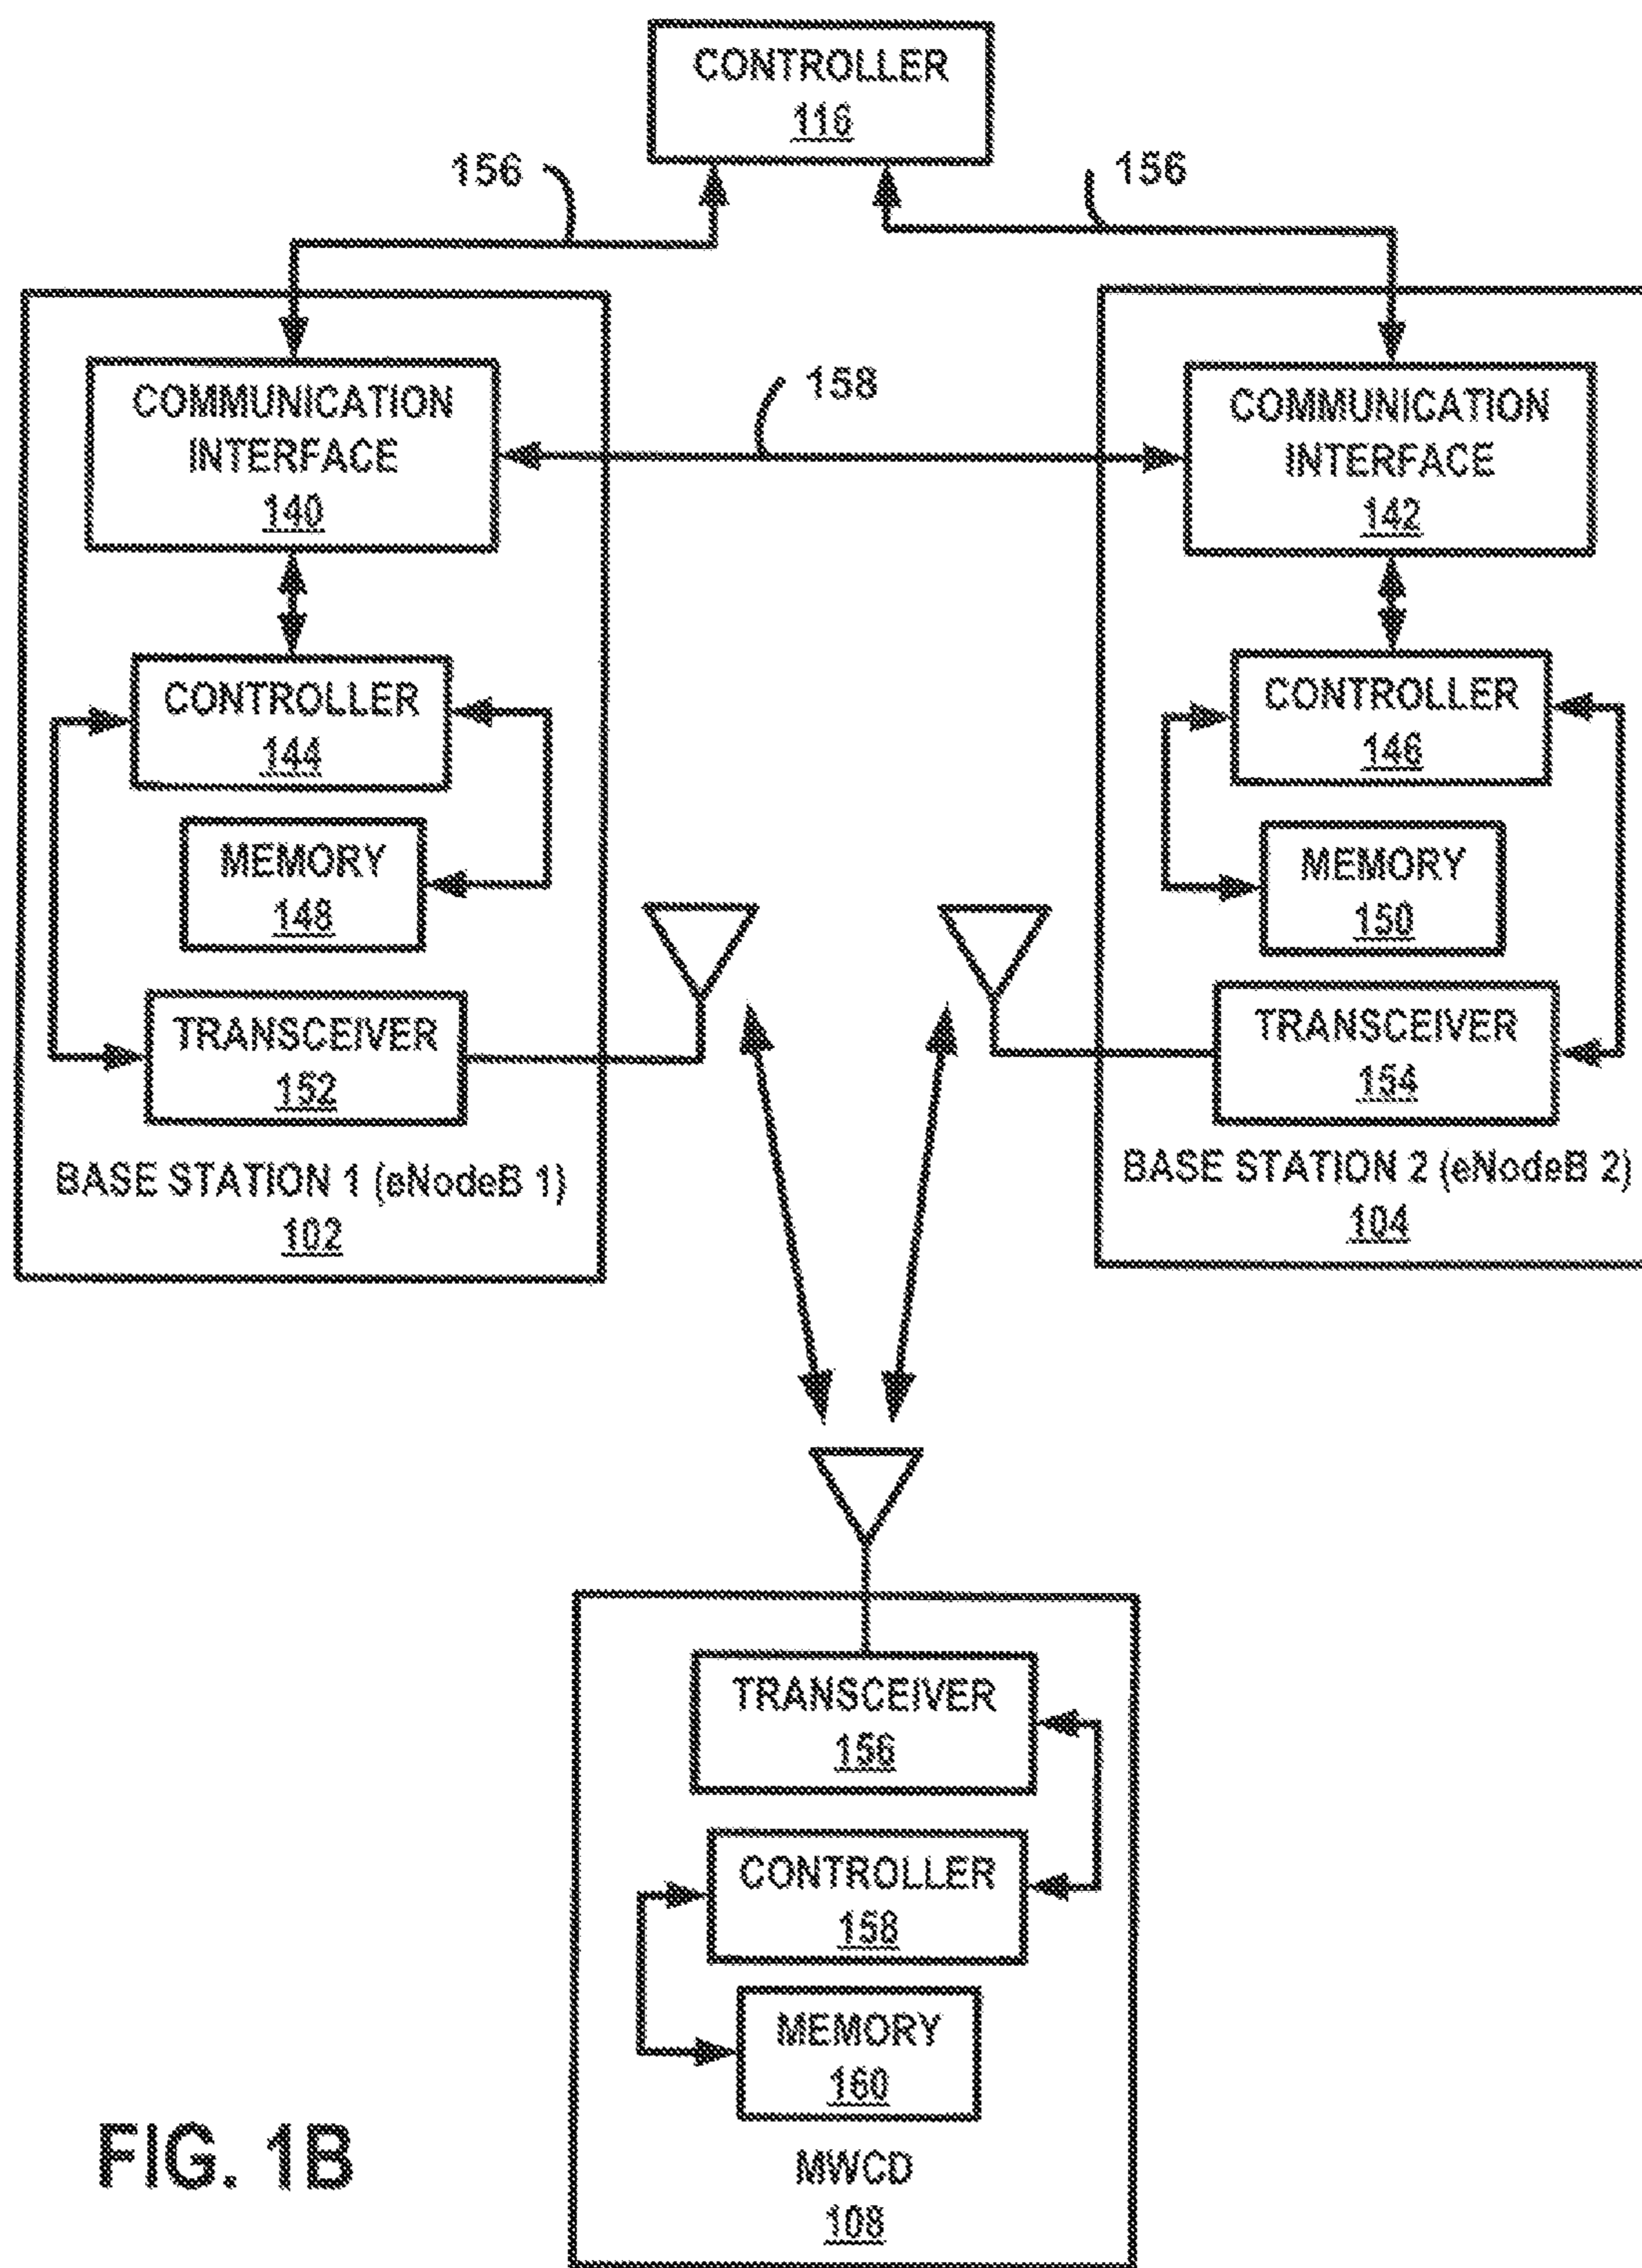 CONTROLLER
116
156
156
COMMUNICATION
INTERFACE
140
158
COMMUNICATION
INTERFACE
142
CONTROLLER
144
CONTROLLER
146
MEMORY
148
MEMORY
150
TRANSCEIVER
152
TRANSCEIVER
154
BASE STATION 1 (eNodeB 1)
102
BASE STATION 2 (eNodeB 2)
104
TRANSCEIVER
156
CONTROLLER
158
MEMORY
160
MWCD
108
FIG. 1B